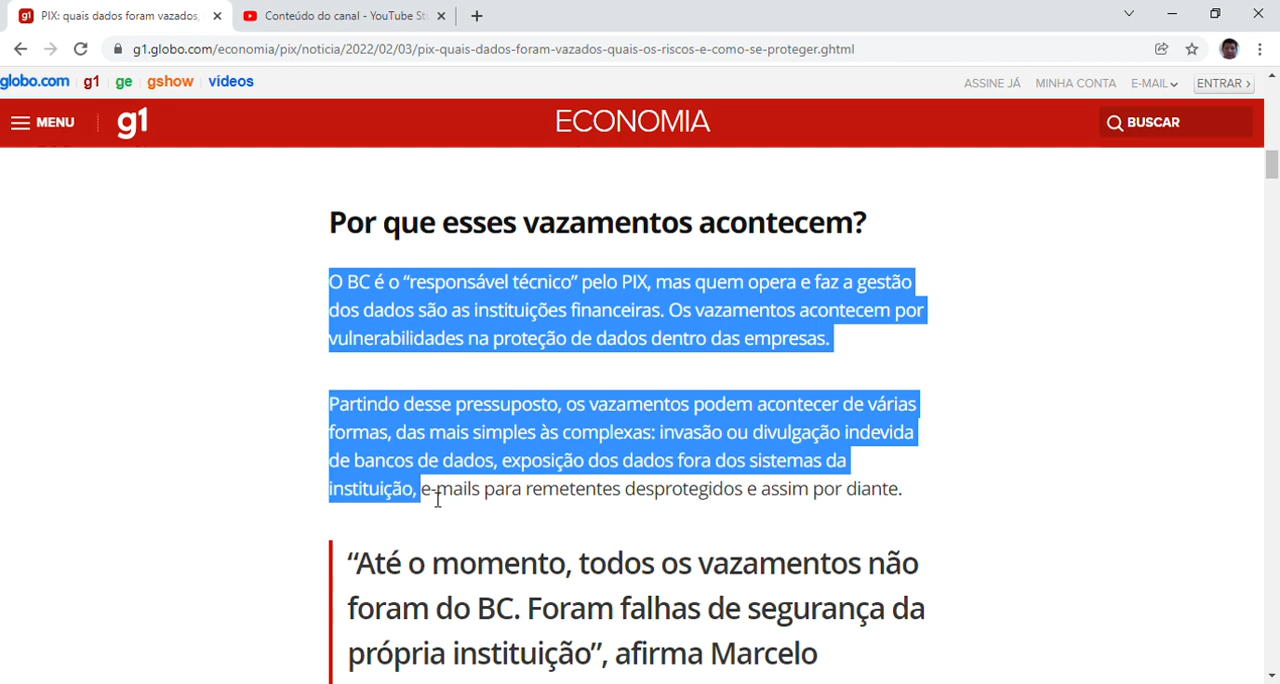 PIX: quais dados foram vazados,
Conteúdo do canal - YouTube St
g1.globo.com/economia/pix/noticia/2022/02/03/pix-quais-dados-foram-vazados-quais-os-riscos-e-como-se-proteger.ghtml
globo.com g1 ge gshow vídeos
ASSINE JÁ MINHA CONTA E-MAIL ENTRAR ›
MENU g1 ECONOMIA BUSCAR
Por que esses vazamentos acontecem?
O BC é o “responsável técnico” pelo PIX, mas quem opera e faz a gestão
dos dados são as instituições financeiras. Os vazamentos acontecem por
vulnerabilidades na proteção de dados dentro das empresas.
Partindo desse pressuposto, os vazamentos podem acontecer de várias
formas, das mais simples às complexas: invasão ou divulgação indevida
de bancos de dados, exposição dos dados fora dos sistemas da
instituição, e-mails para remetentes desprotegidos e assim por diante.
“Até o momento, todos os vazamentos não
foram do BC. Foram falhas de segurança da
própria instituição”, afirma Marcelo